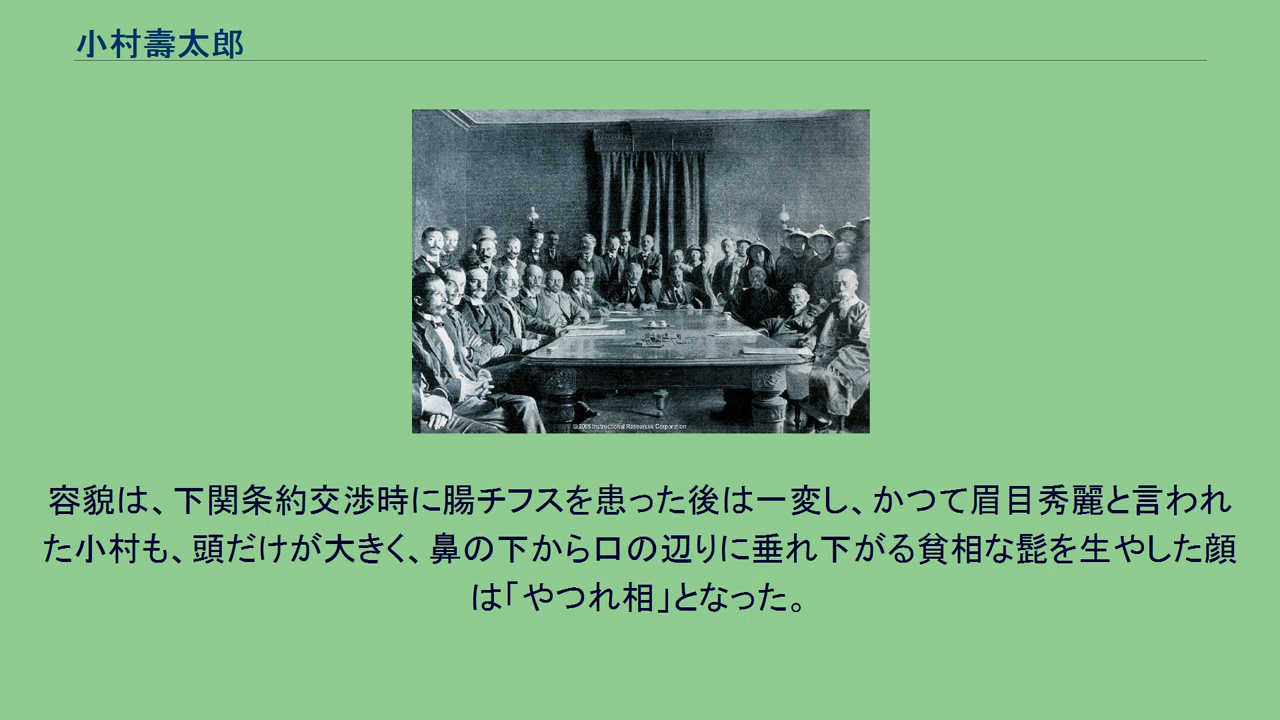 小村壽太郎
© 2005 Instructional Resources Corporation
容貌は、下関条約交渉時に腸チフスを患った後は一変し、かつて眉目秀麗と言われ
た小村も、頭だけが大きく、鼻の下から口の辺りに垂れ下がる貧相な髭を生やした顔
は「やつれ相」となった。